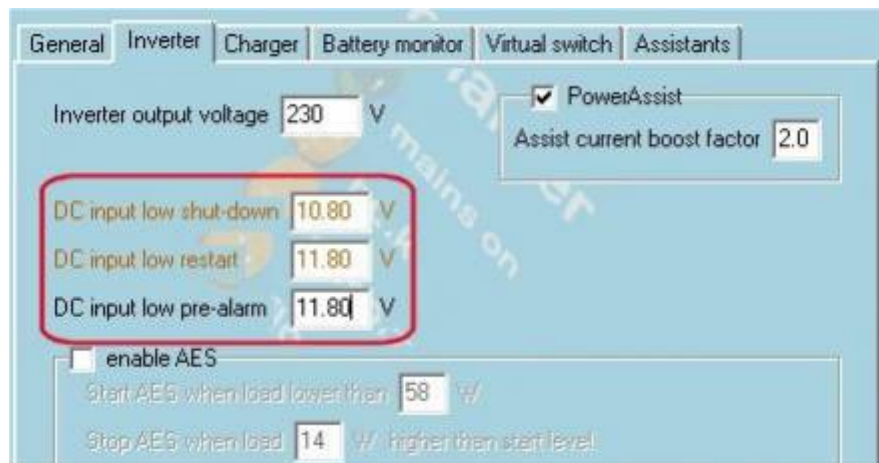 General Inverter Charger Battery monitor Virtual switch Assistants
Inverter output voltage 230 V
PowerAssist
Assist current boost factor 2.0
DC input low shut-down 10.80 V
DC input low restart 11.80 V
DC input low pre-alarm 11.80 V
enable AES
Start AES when load lower than 58 W
Stop AES when load 14 W higher than start level
mains on